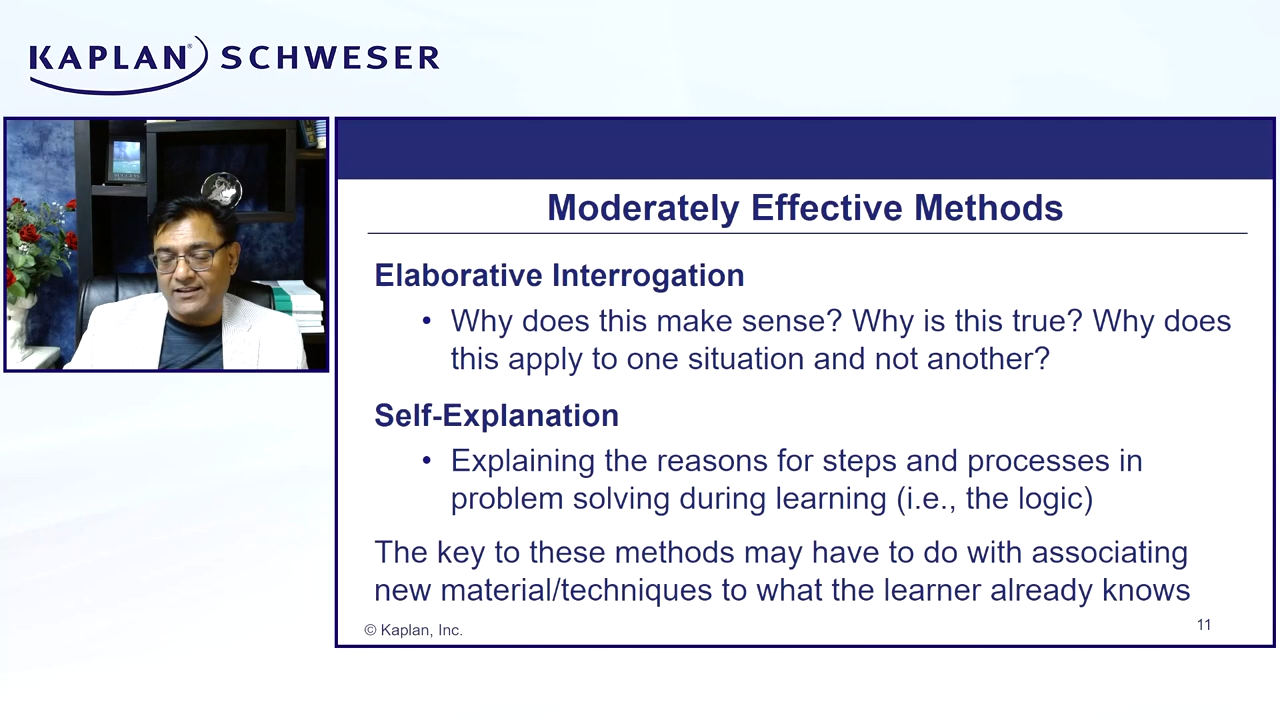 KAPLAN® SCHWESER
Moderately Effective Methods
Elaborative Interrogation
• Why does this make sense? Why is this true? Why does
this apply to one situation and not another?
Self-Explanation
• Explaining the reasons for steps and processes in
problem solving during learning (i.e., the logic)
The key to these methods may have to do with associating
new material/techniques to what the learner already knows
© Kaplan, Inc.
11